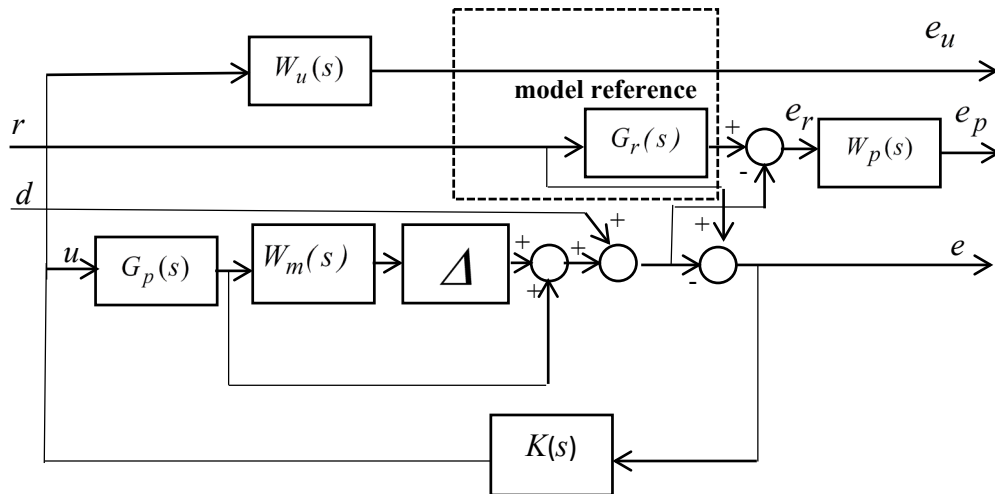 e_u
W_u(s)
model reference
r
G_r(s)
+
-
e_r
W_p(s)
e_p
d
+
+
u
G_p(s)
W_m(s)
Δ
+
+
+
-
e
K(s)